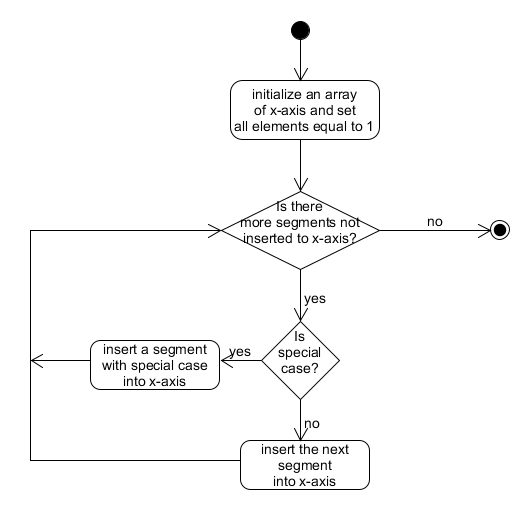 initialize an array
of x-axis and set
all elements equal to 1
Is there
more segments not
inserted to x-axis?
no
yes
Is
special
case?
yes
insert a segment
with special case
into x-axis
no
insert the next
segment
into x-axis